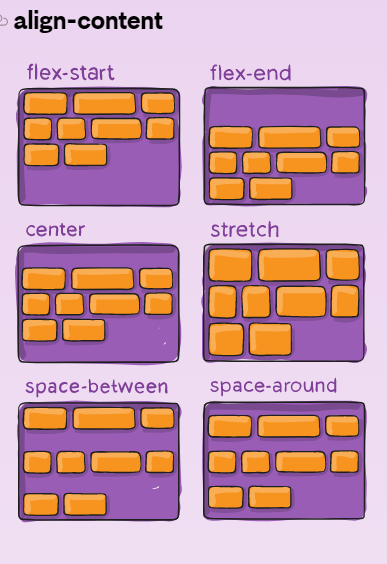 align-content
flex-start
flex-end
center
stretch
space-between
space-around